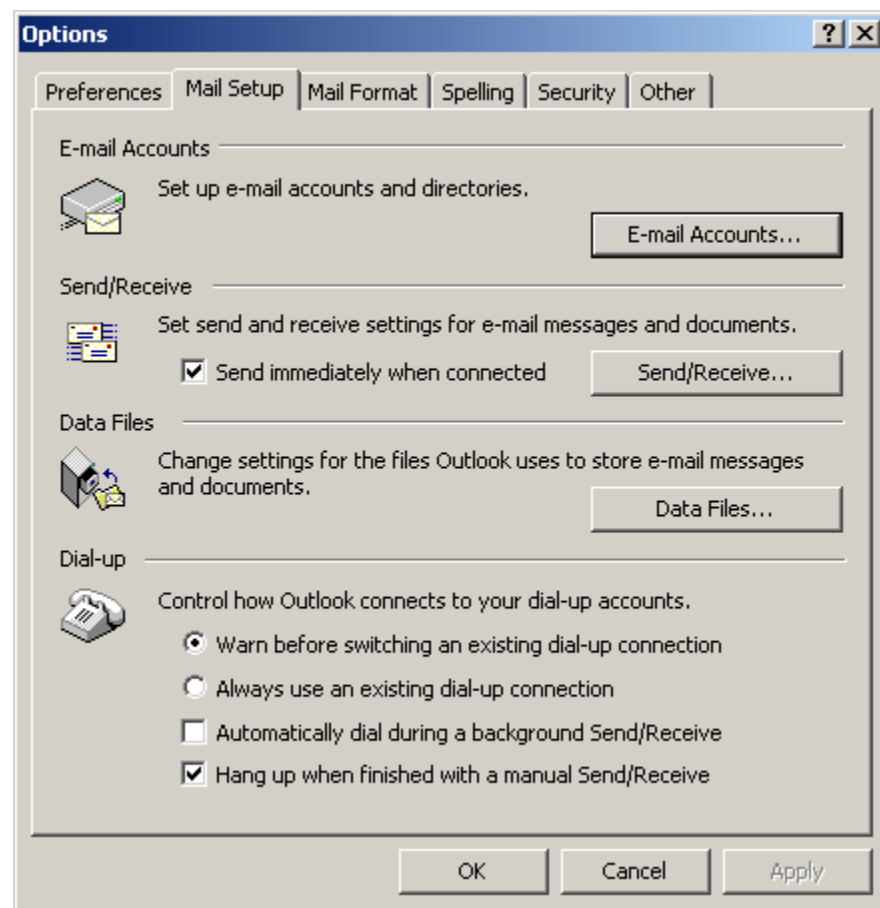 Options
Preferences Mail Setup Mail Format Spelling Security Other
E-mail Accounts
Set up e-mail accounts and directories.
E-mail Accounts...
Send/Receive
Set send and receive settings for e-mail messages and documents.
Send immediately when connected Send/Receive...
Data Files
Change settings for the files Outlook uses to store e-mail messages
and documents.
Data Files...
Dial-up
Control how Outlook connects to your dial-up accounts.
Warn before switching an existing dial-up connection
Always use an existing dial-up connection
Automatically dial during a background Send/Receive
Hang up when finished with a manual Send/Receive
OK Cancel Apply